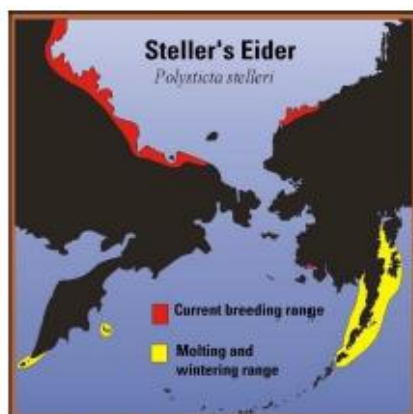 Steller's Eider
Polysticta stelleri
Current breeding range
Molting and
wintering range